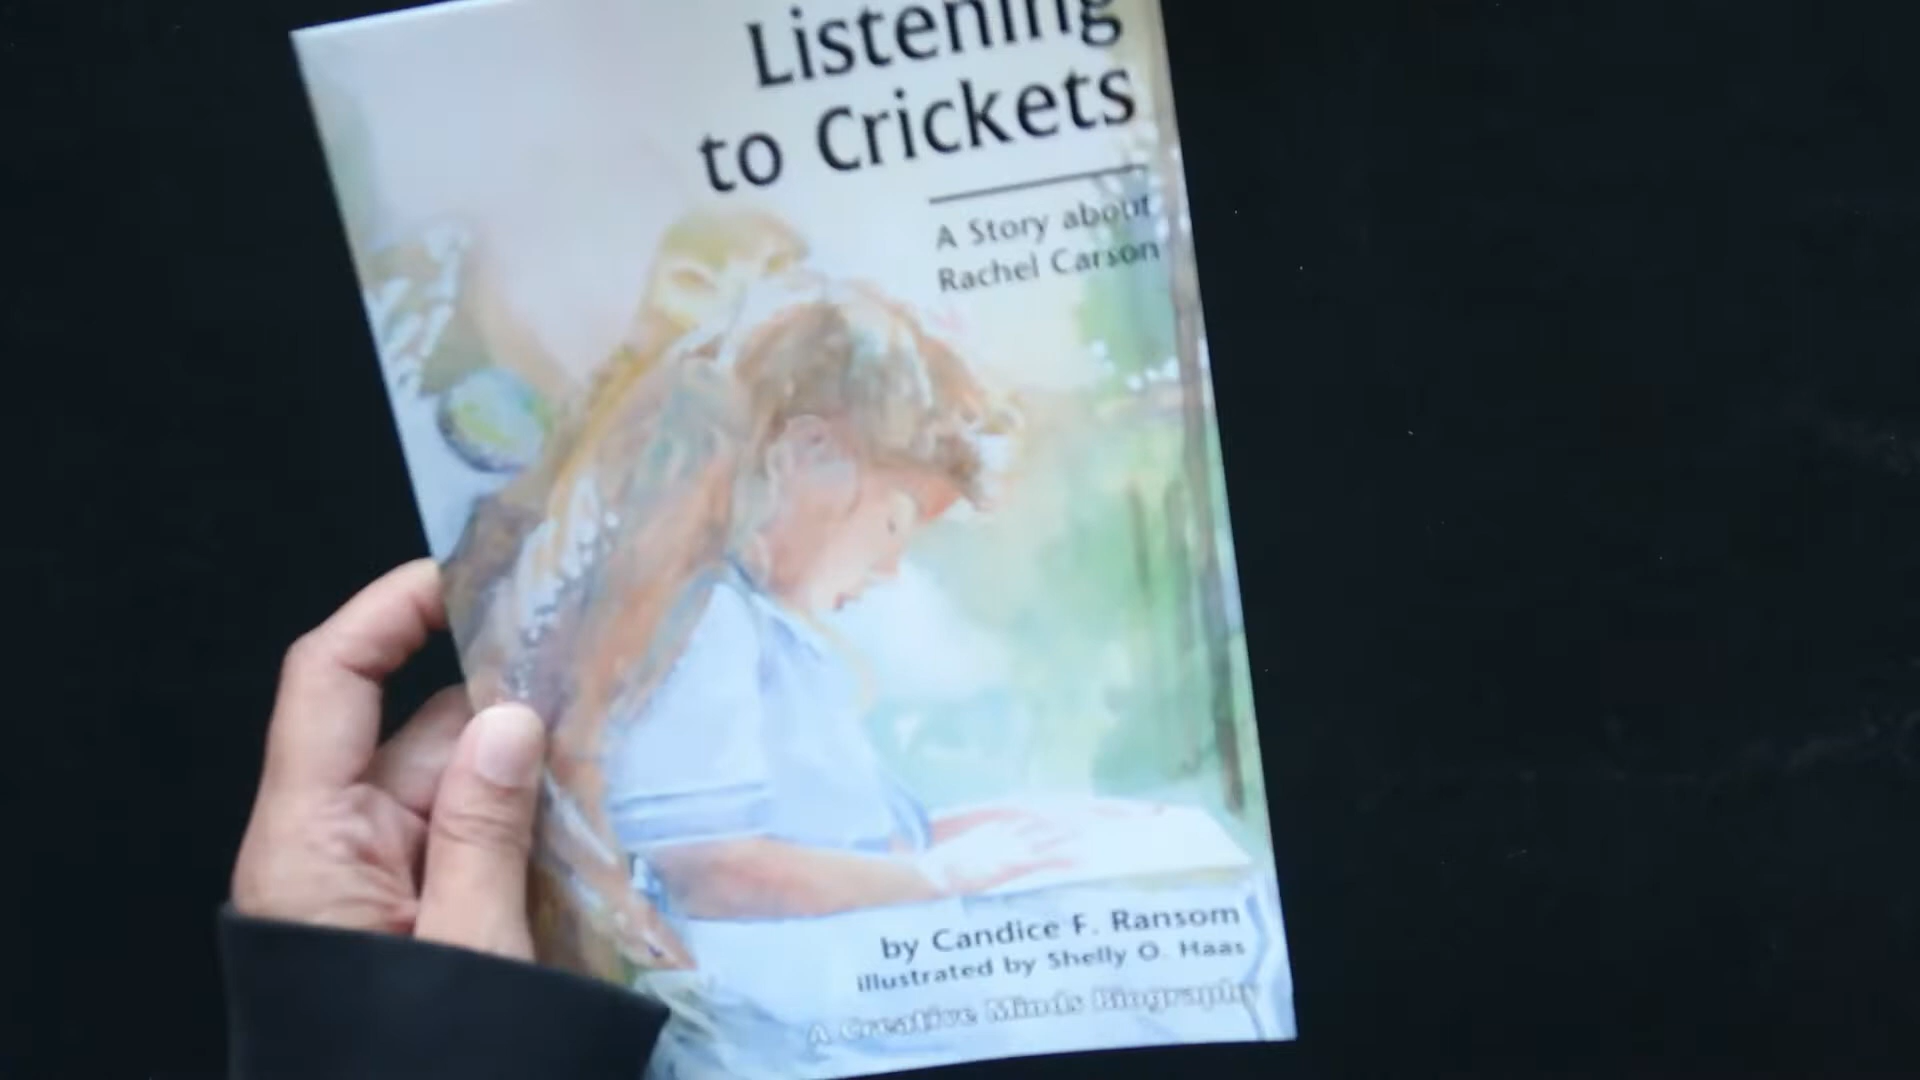 Listening
to Crickets
A Story about
Rachel Carson
by Candice F. Ransom
illustrated by Shelly O. Haas
A Creative Minds Biography